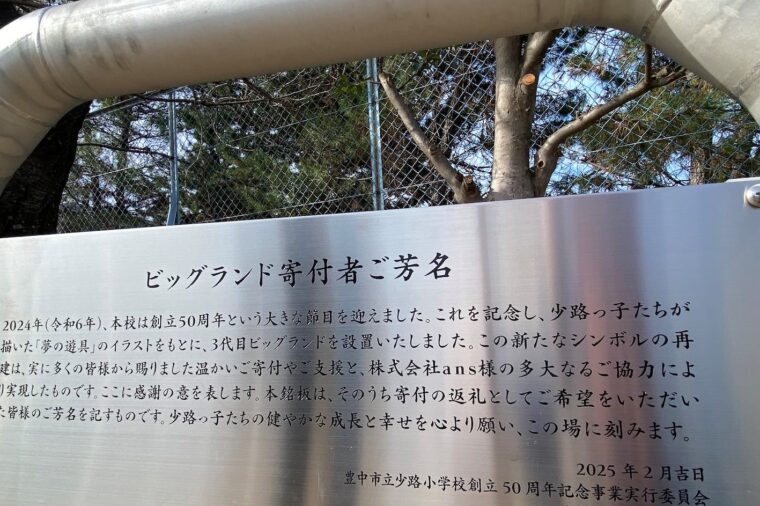 ビッグランド寄付者ご芳名
2024年(令和6年)、本校は創立50周年という大きな節目を迎えました。これを記念し、少路っ子たちが
描いた「夢の遊具」のイラストをもとに、3代目ビッグランドを設置いたしました。この新たなシンボルの再
建は、実に多くの皆様から賜りました温かいご寄付やご支援と、株式会社ans様の多大なるご協力によ
り実現したものです。ここに感謝の意を表します。本銘板は、そのうち寄付の返礼としてご希望をいただい
た皆様のご芳名を記すものです。少路っ子たちの健やかな成長と幸せを心より願い、この場に刻みます。
2025年2月吉日
豊中市立少路小学校創立50周年記念事業実行委員会